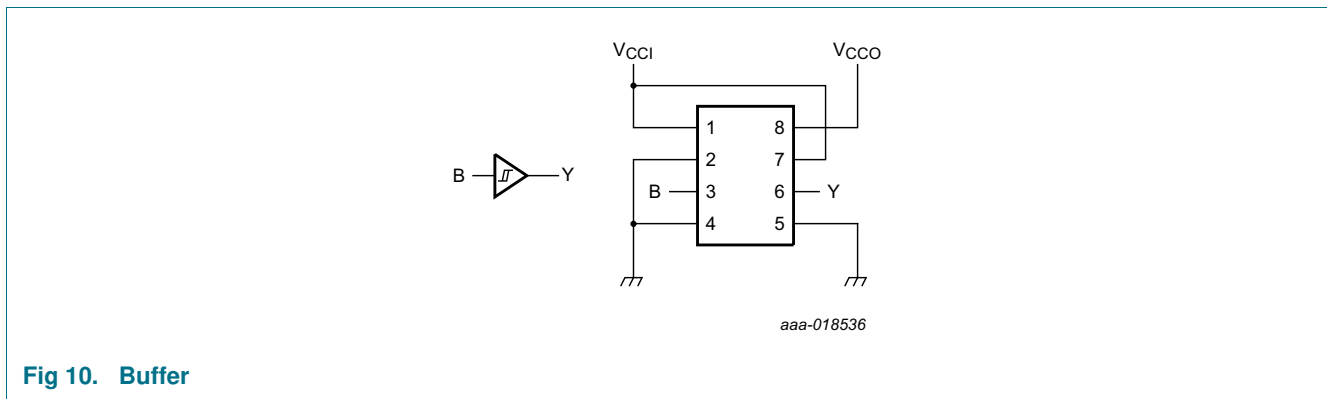 VCCI VCCO
1 8
2 7
B Y B 3 6 Y
4 5
aaa-018536
Fig 10. Buffer